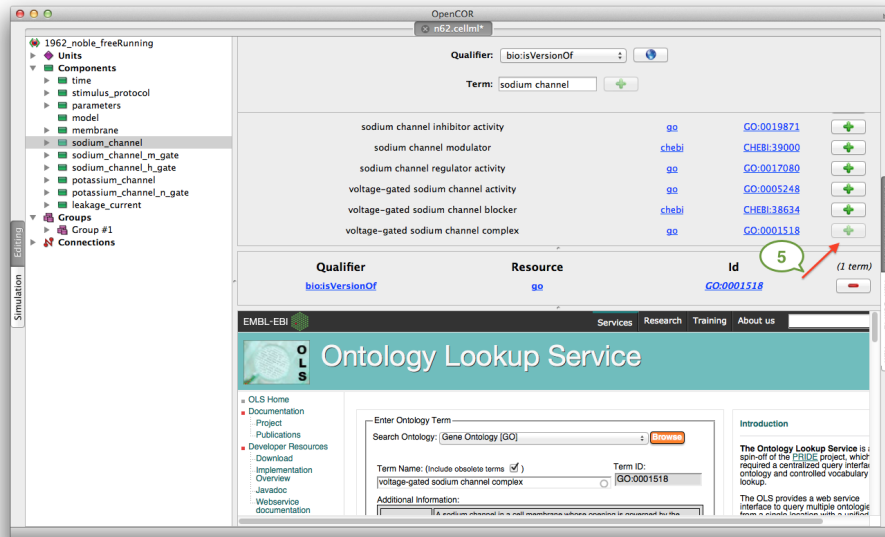 OpenCOR
n62.cellml*
1962_noble_freeRunning
Units
Components
time
stimulus_protocol
parameters
model
membrane
sodium_channel
sodium_channel_m_gate
sodium_channel_h_gate
potassium_channel
potassium_channel_n_gate
leakage_current
Groups
Group #1
Connections
Editing
Simulation
Qualifier: bio:isVersionOf
Term: sodium channel
sodium channel inhibitor activity go GO:0019871
sodium channel modulator chebi CHEBI:39000
sodium channel regulator activity go GO:0017080
voltage-gated sodium channel activity go GO:0005248
voltage-gated sodium channel blocker chebi CHEBI:38634
voltage-gated sodium channel complex go GO:0001518
5
Qualifier Resource Id (1 term)
bio:isVersionOf go GO:0001518
EMBL-EBI Services Research Training About us
OLS Ontology Lookup Service
OLS Home
Documentation
Project
Publications
Developer Resources
Download
Implementation
Overview
Javadoc
Webservice
documentation
Enter Ontology Term
Search Ontology: Gene Ontology [GO] Browse
Term Name: (Include obsolete terms ) Term ID:
voltage-gated sodium channel complex GO:0001518
Additional Information:
A sodium channel in a cell membrane whose opening is governed by the
Introduction
The Ontology Lookup Service is a
spin-off of the PRIDE project, which
required a centralized query interfac
ontology and controlled vocabulary
lookup.
The OLS provides a web service
interface to query multiple ontologie
from a single location with a unified